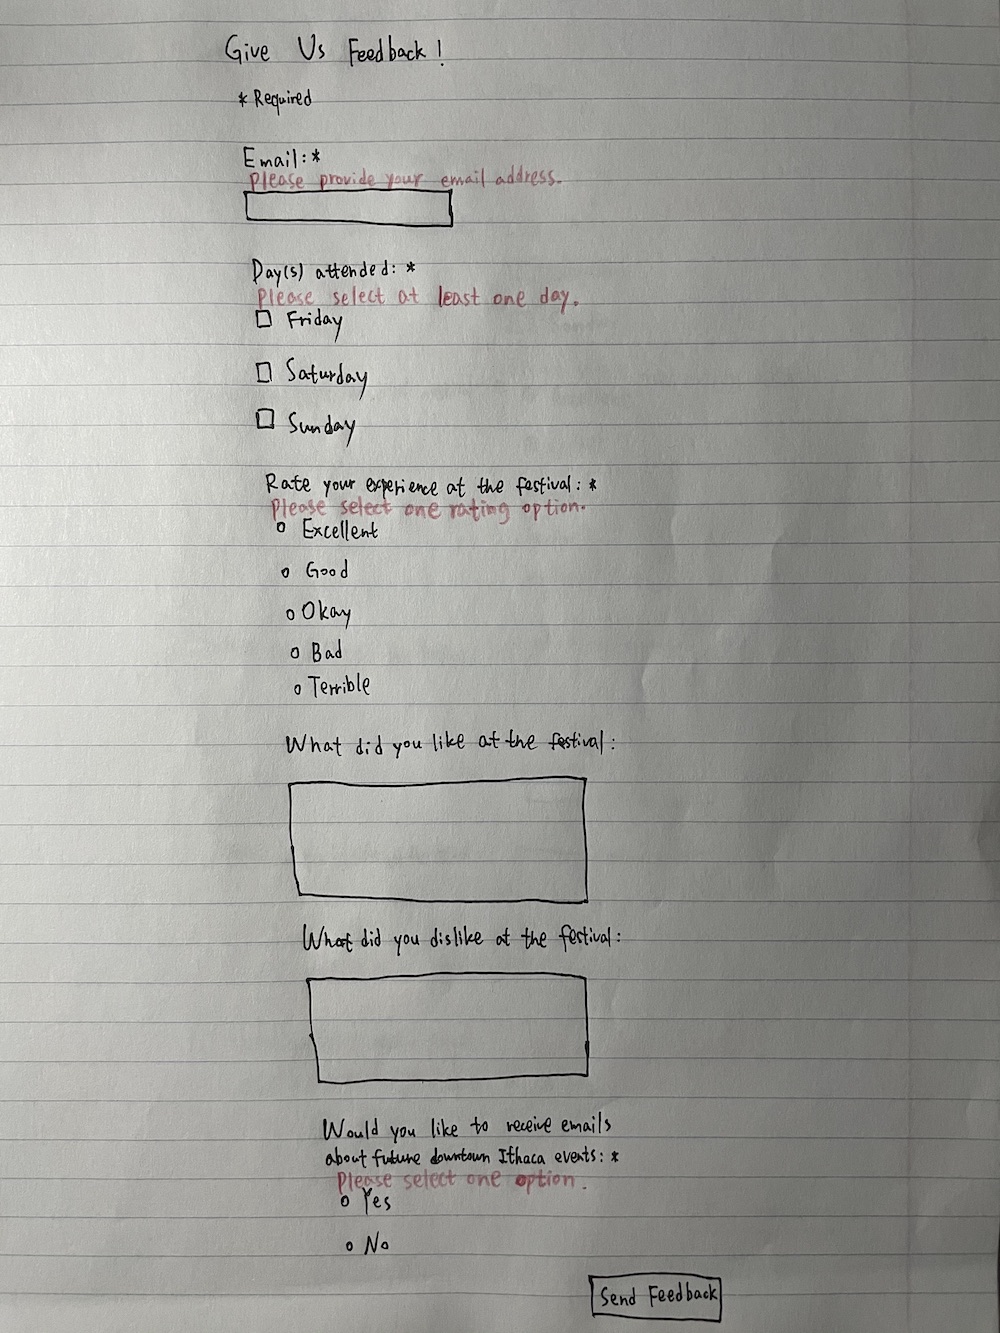 Give Us Feedback!
* Required
Email:*
Please provide your email address.
Day(s) attended: *
Please select at least one day.
Friday
Saturday
Sunday
Rate your experience at the festival: *
Please select one rating option.
Excellent
Good
Okay
Bad
Terrible
What did you like at the festival:
What did you dislike at the festival:
Would you like to receive emails
about future downtown Ithaca events: *
Please select one option.
Yes
No
Send Feedback